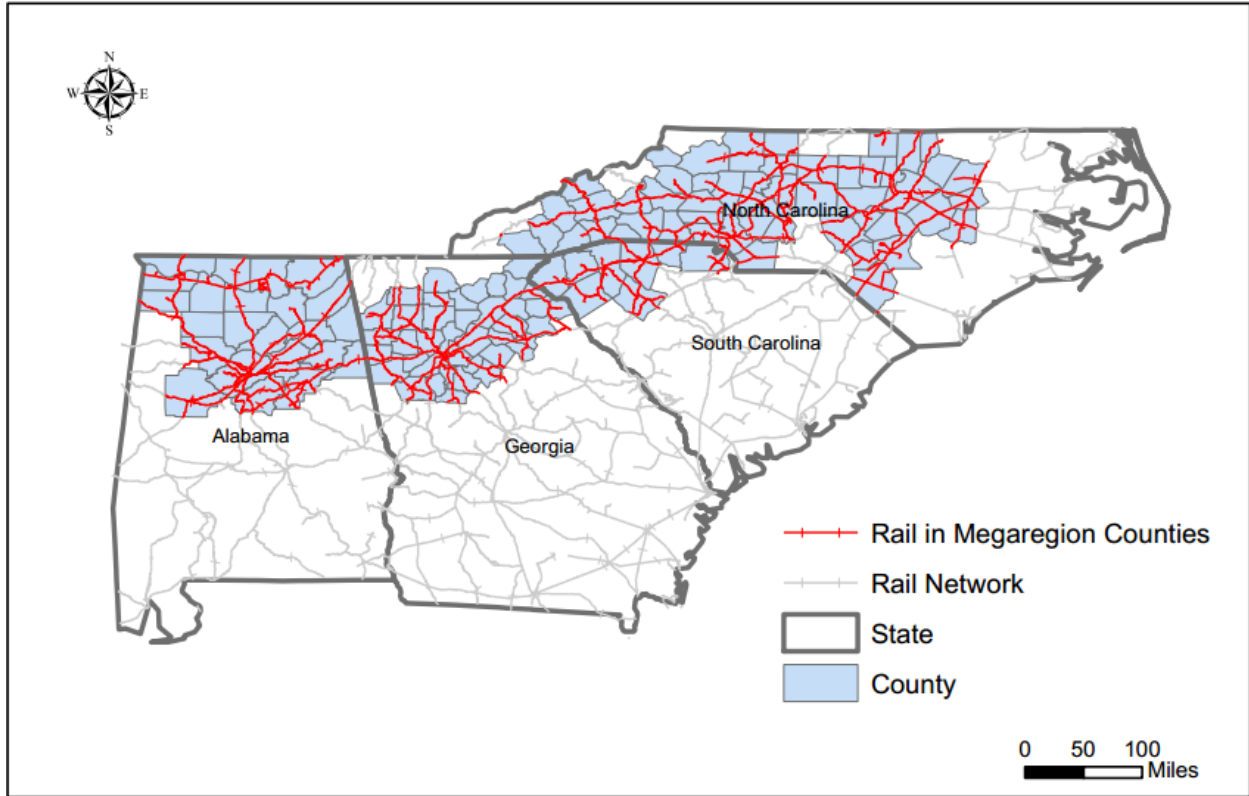 N
W E
S
North Carolina
South Carolina
Alabama
Georgia
Rail in Megaregion Counties
Rail Network
State
County
0 50 100
Miles